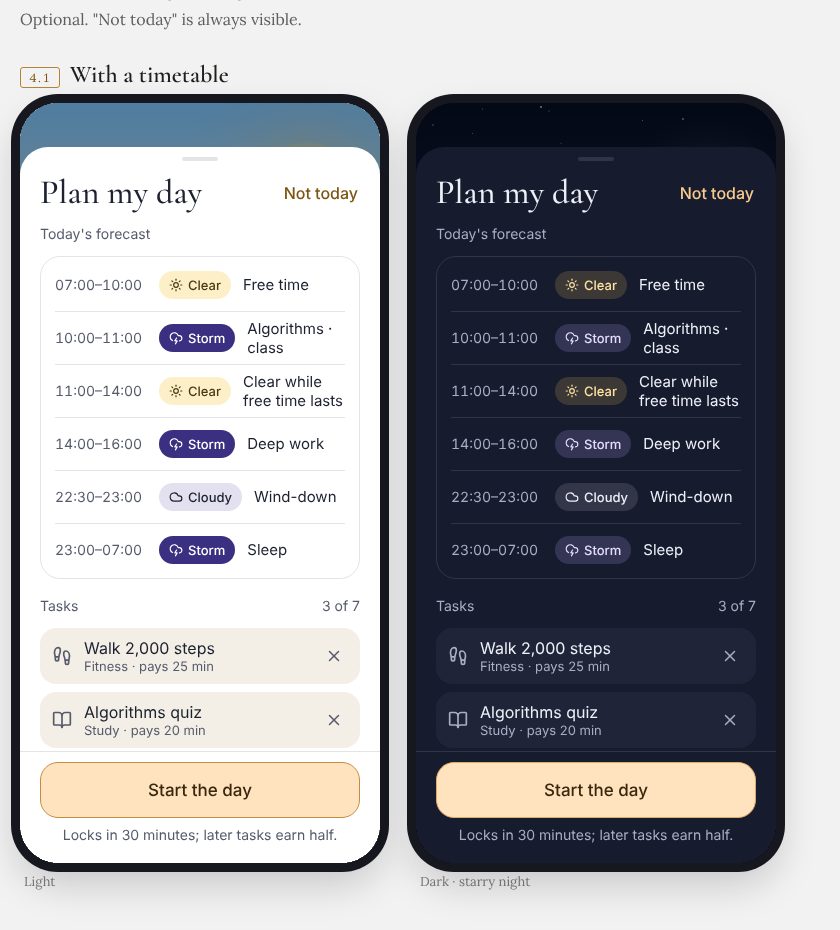 Optional. "Not today" is always visible.
4.1 With a timetable
Plan my day
Not today
Today's forecast
07:00–10:00 Clear Free time
10:00–11:00 Storm Algorithms ·
class
11:00–14:00 Clear Clear while
free time lasts
14:00–16:00 Storm Deep work
22:30–23:00 Cloudy Wind-down
23:00–07:00 Storm Sleep
Tasks 3 of 7
Walk 2,000 steps
Fitness · pays 25 min
Algorithms quiz
Study · pays 20 min
Start the day
Locks in 30 minutes; later tasks earn half.
Light
Plan my day
Not today
Today's forecast
07:00–10:00 Clear Free time
10:00–11:00 Storm Algorithms ·
class
11:00–14:00 Clear Clear while
free time lasts
14:00–16:00 Storm Deep work
22:30–23:00 Cloudy Wind-down
23:00–07:00 Storm Sleep
Tasks 3 of 7
Walk 2,000 steps
Fitness · pays 25 min
Algorithms quiz
Study · pays 20 min
Start the day
Locks in 30 minutes; later tasks earn half.
Dark · starry night